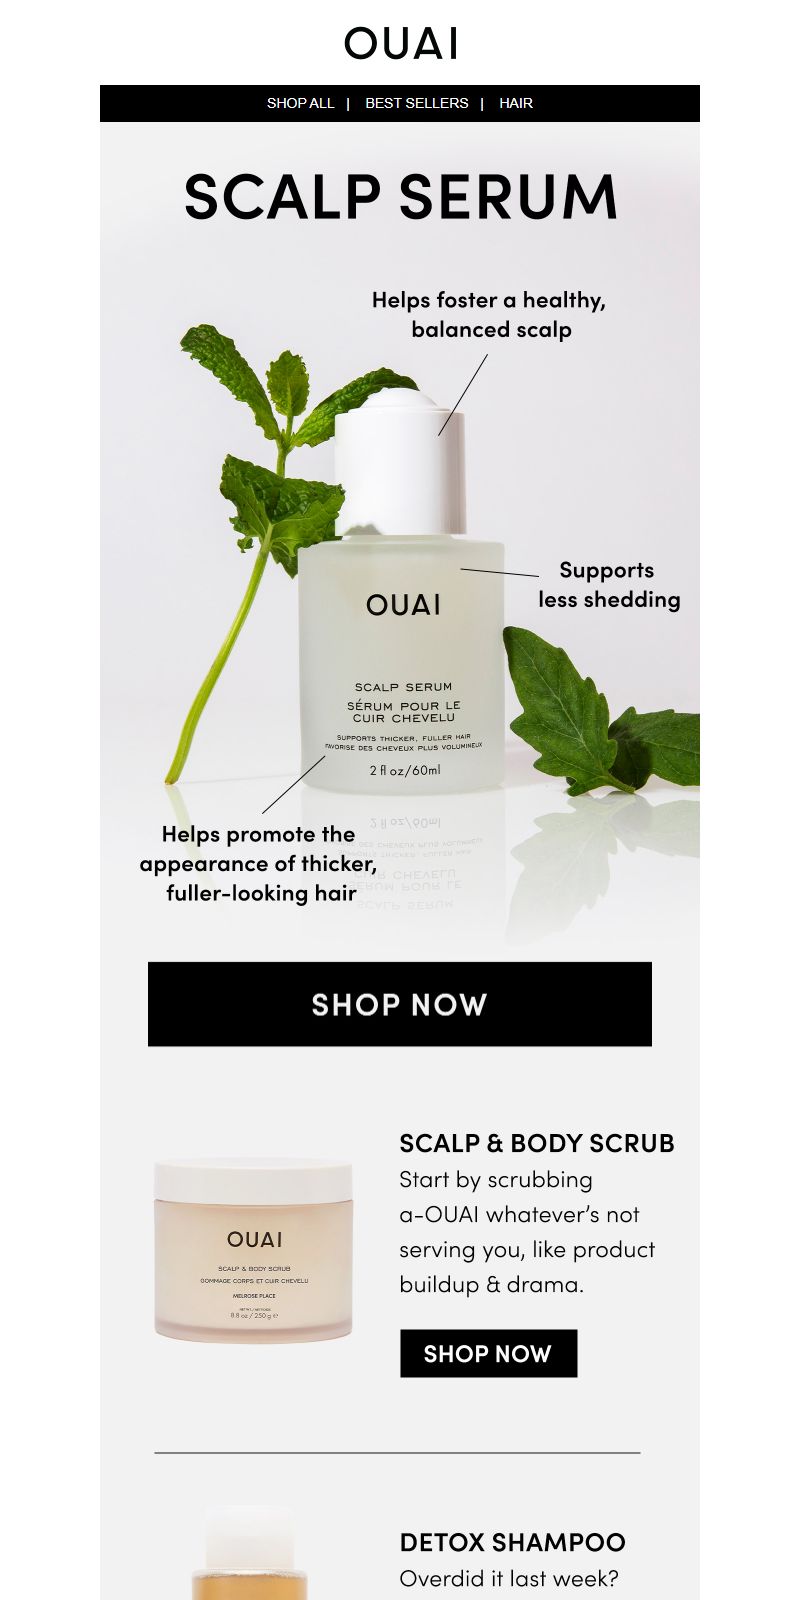 OUAI
SHOP ALL | BEST SELLERS | HAIR
SCALP SERUM
Helps foster a healthy,
balanced scalp
Supports
less shedding
OUAI
SCALP SERUM
SÉRUM POUR LE
CUIR CHEVELU
SUPPORTS THICKER, FULLER HAIR
FAVORISE DES CHEVEUX PLUS VOLUMINEUX
2 fl oz/60ml
Helps promote the
appearance of thicker,
fuller-looking hair
SHOP NOW
SCALP & BODY SCRUB
Start by scrubbing
a-OUAI whatever's not
serving you, like product
buildup & drama.
SHOP NOW
OUAI
SCALP & BODY SCRUB
GOMMAGE CORPS ET CUIR CHEVELU
MELROSE PLACE
8.8 oz / 250 g e
DETOX SHAMPOO
Overdid it last week?